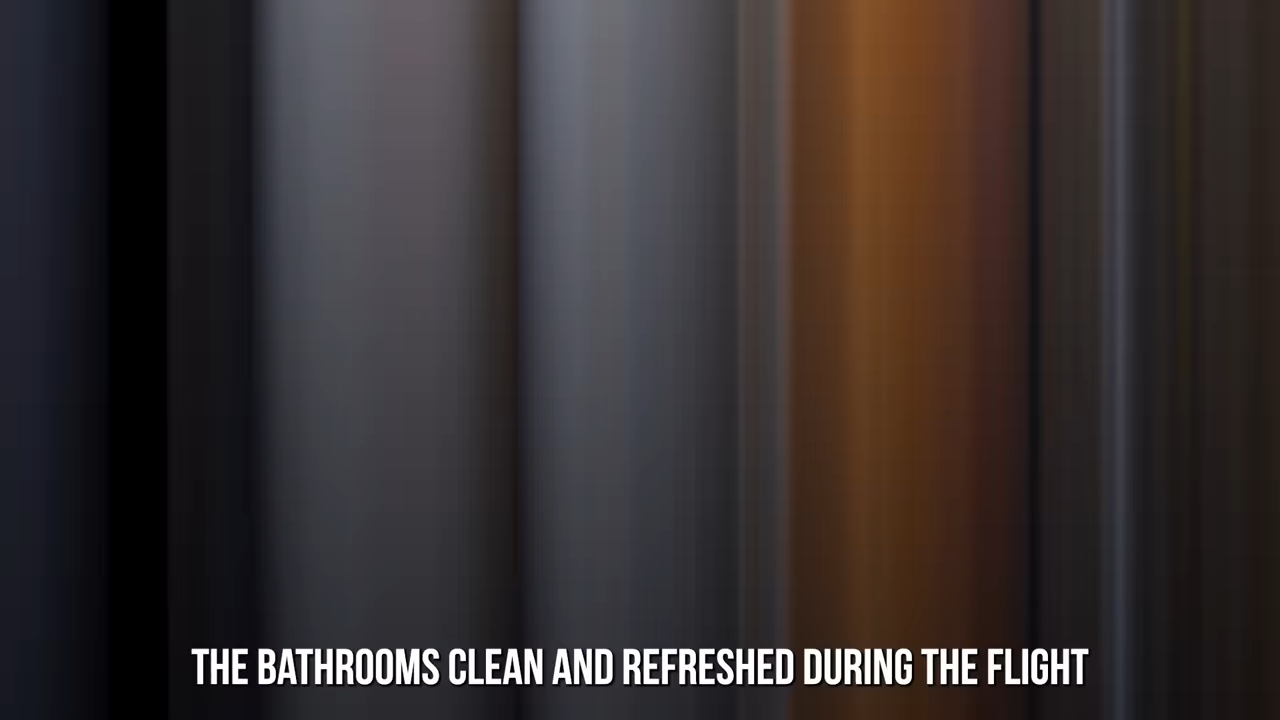 THE BATHROOMS CLEAN AND REFRESHED DURING THE FLIGHT